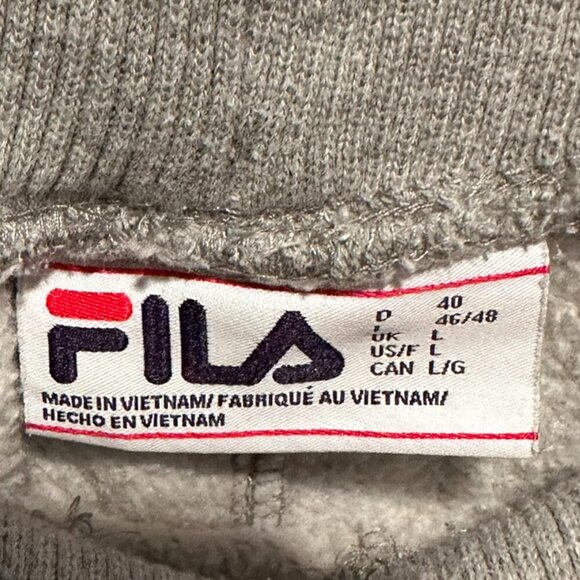 FILA
D 40
I 46/48
UK L
US/F L
CAN L/G
MADE IN VIETNAM/ FABRIQUÉ AU VIETNAM/
HECHO EN VIETNAM